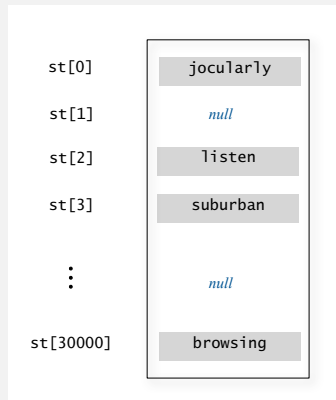 st[0] jocularly
st[1] null
st[2] listen
st[3] suburban
⋮ null
st[30000] browsing